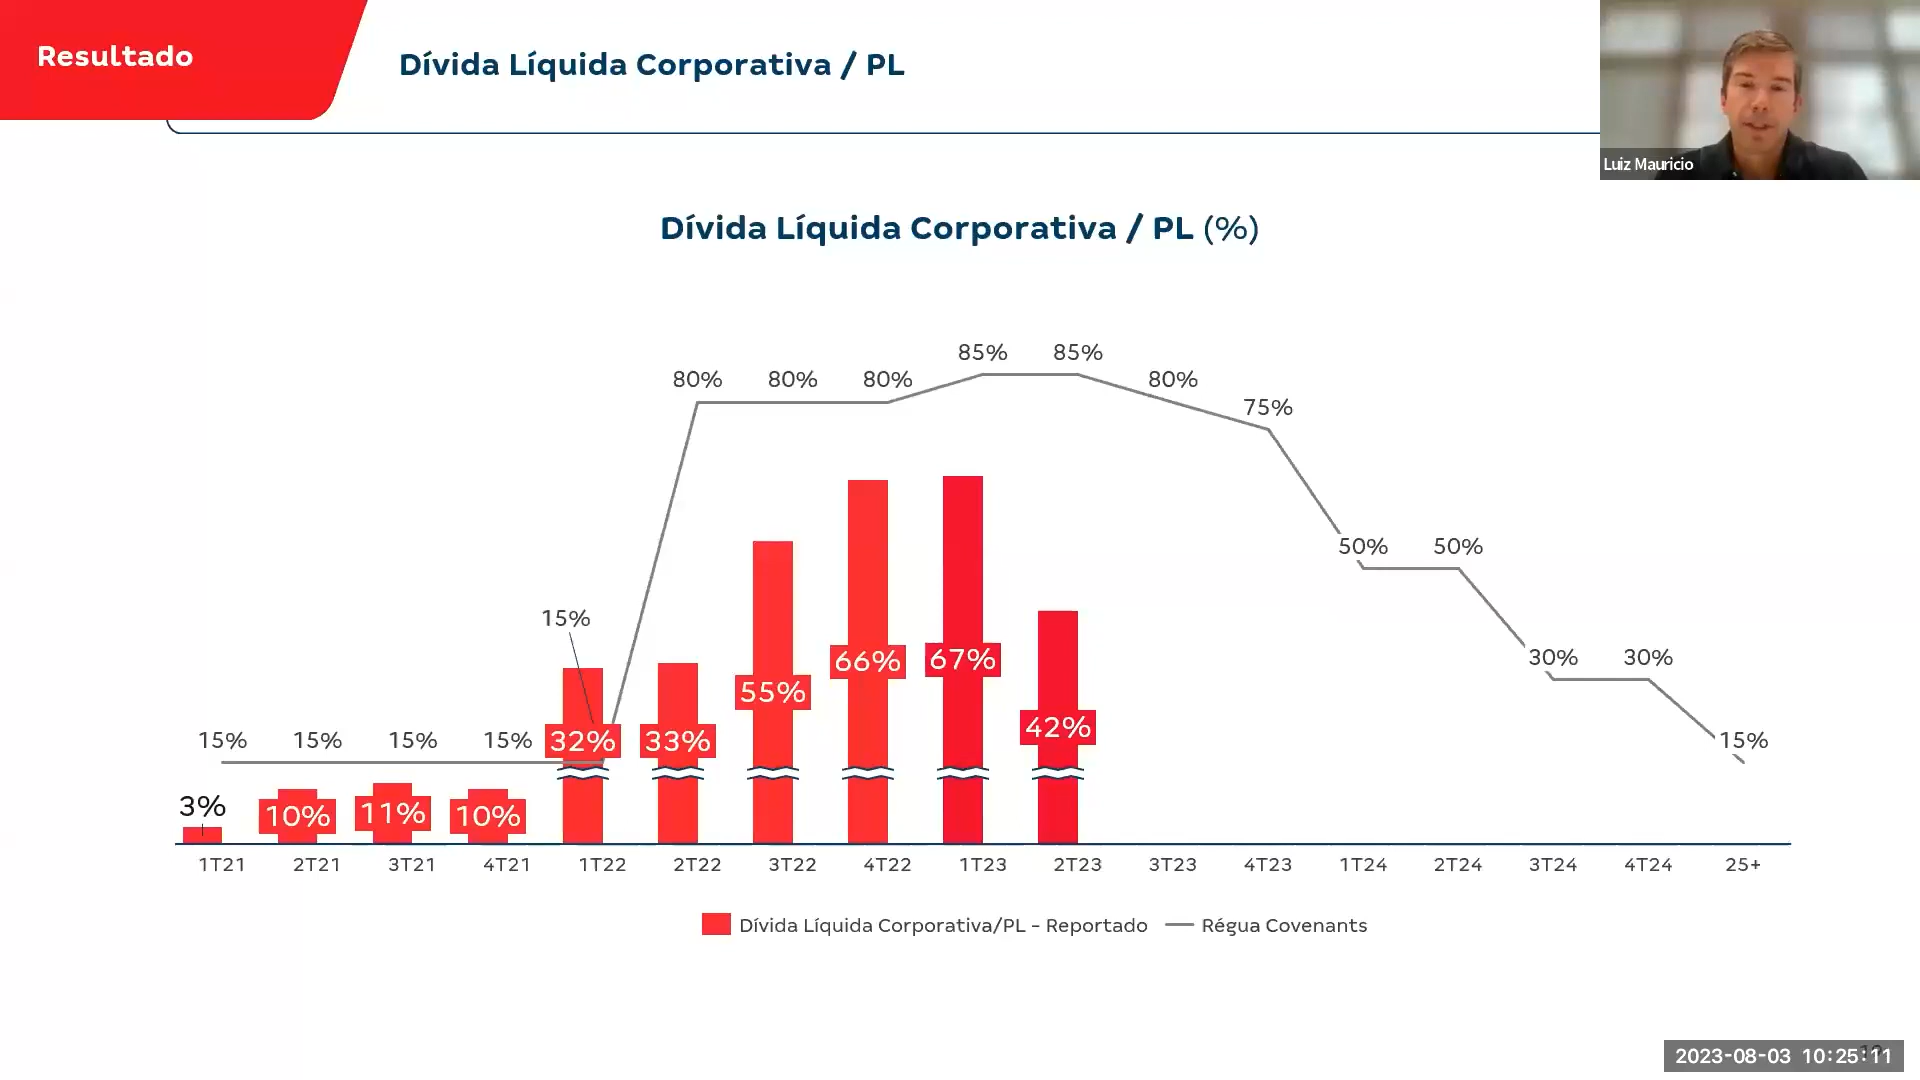 Resultado
Dívida Líquida Corporativa / PL
Luiz Mauricio
Dívida Líquida Corporativa / PL (%)
85% 85%
80% 80% 80% 80%
75%
50% 50%
15%
30% 30%
66% 67%
55%
42%
15% 15% 15% 15% 32% 33% 15%
3% 10% 11% 10%
1T21 2T21 3T21 4T21 1T22 2T22 3T22 4T22 1T23 2T23 3T23 4T23 1T24 2T24 3T24 4T24 25+
Dívida Líquida Corporativa/PL - Reportado Régua Covenants
2023-08-03 10:25:11